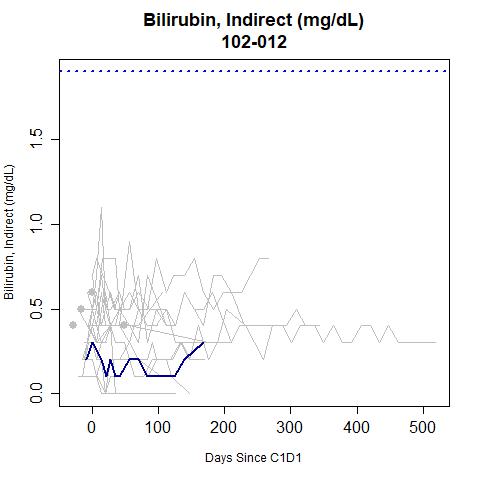 Bilirubin, Indirect (mg/dL)
102-012
Bilirubin, Indirect (mg/dL)
1.5
1.0
0.5
0.0
0 100 200 300 400 500
Days Since C1D1